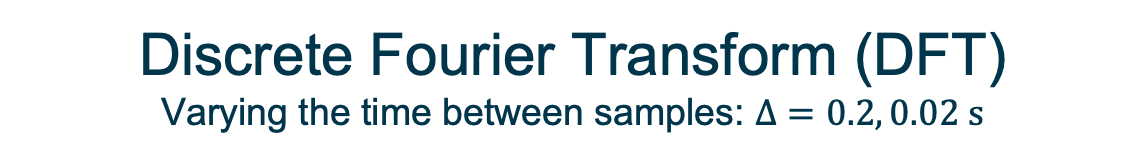 Discrete Fourier Transform (DFT)
Varying the time between samples: Δ = 0.2, 0.02 s